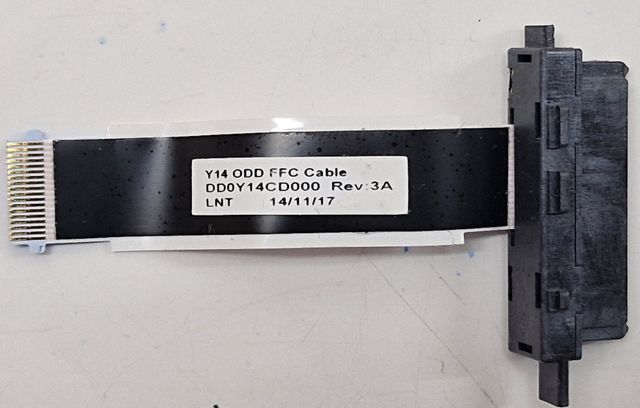 Y14 ODD FFC Cable
DD0Y14CD000 Rev:3A
LNT 14/11/17